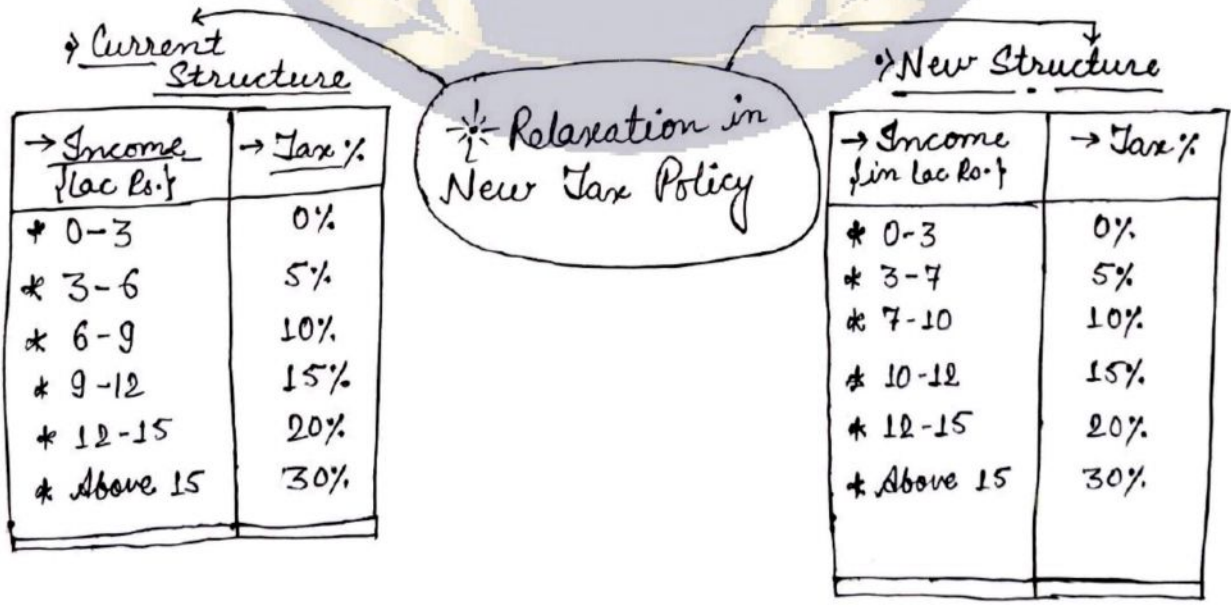 → Current
Structure
→ Income
{Lac Rs.}
→ Tax %
* 0-3
0%
* 3-6
5%
* 6-9
10%
* 9-12
15%
* 12-15
20%
* Above 15
30%
Relaxation in
New Tax Policy
→ New Structure
→ Income
{in Lac Rs.}
→ Tax %
* 0-3
0%
* 3-7
5%
* 7-10
10%
* 10-12
15%
* 12-15
20%
* Above 15
30%